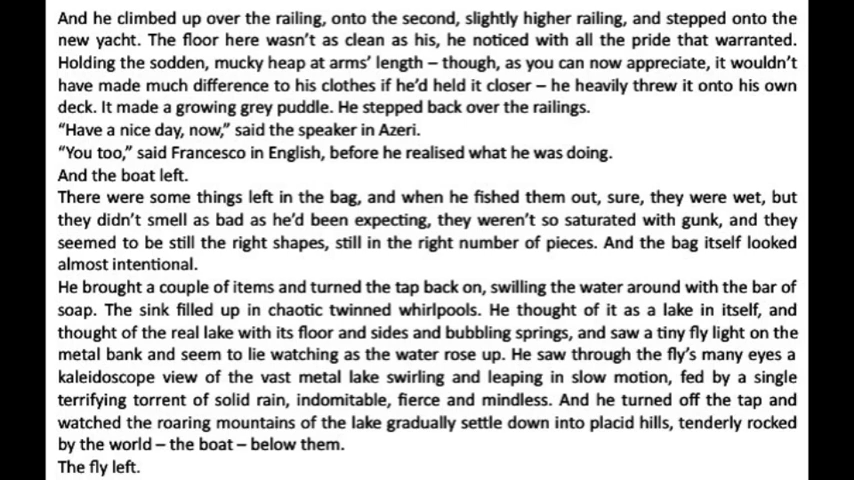 And he climbed up over the railing, onto the second, slightly higher railing, and stepped onto the
new yacht. The floor here wasn't as clean as his, he noticed with all the pride that warranted.
Holding the sodden, mucky heap at arms' length – though, as you can now appreciate, it wouldn't
have made much difference to his clothes if he'd held it closer – he heavily threw it onto his own
deck. It made a growing grey puddle. He stepped back over the railings.
“Have a nice day, now,” said the speaker in Azeri.
“You too,” said Francesco in English, before he realised what he was doing.
And the boat left.
There were some things left in the bag, and when he fished them out, sure, they were wet, but
they didn't smell as bad as he'd been expecting, they weren't so saturated with gunk, and they
seemed to be still the right shapes, still in the right number of pieces. And the bag itself looked
almost intentional.
He brought a couple of items and turned the tap back on, swilling the water around with the bar of
soap. The sink filled up in chaotic twinned whirlpools. He thought of it as a lake in itself, and
thought of the real lake with its floor and sides and bubbling springs, and saw a tiny fly light on the
metal bank and seem to lie watching as the water rose up. He saw through the fly's many eyes a
kaleidoscope view of the vast metal lake swirling and leaping in slow motion, fed by a single
terrifying torrent of solid rain, indomitable, fierce and mindless. And he turned off the tap and
watched the roaring mountains of the lake gradually settle down into placid hills, tenderly rocked
by the world – the boat – below them.
The fly left.